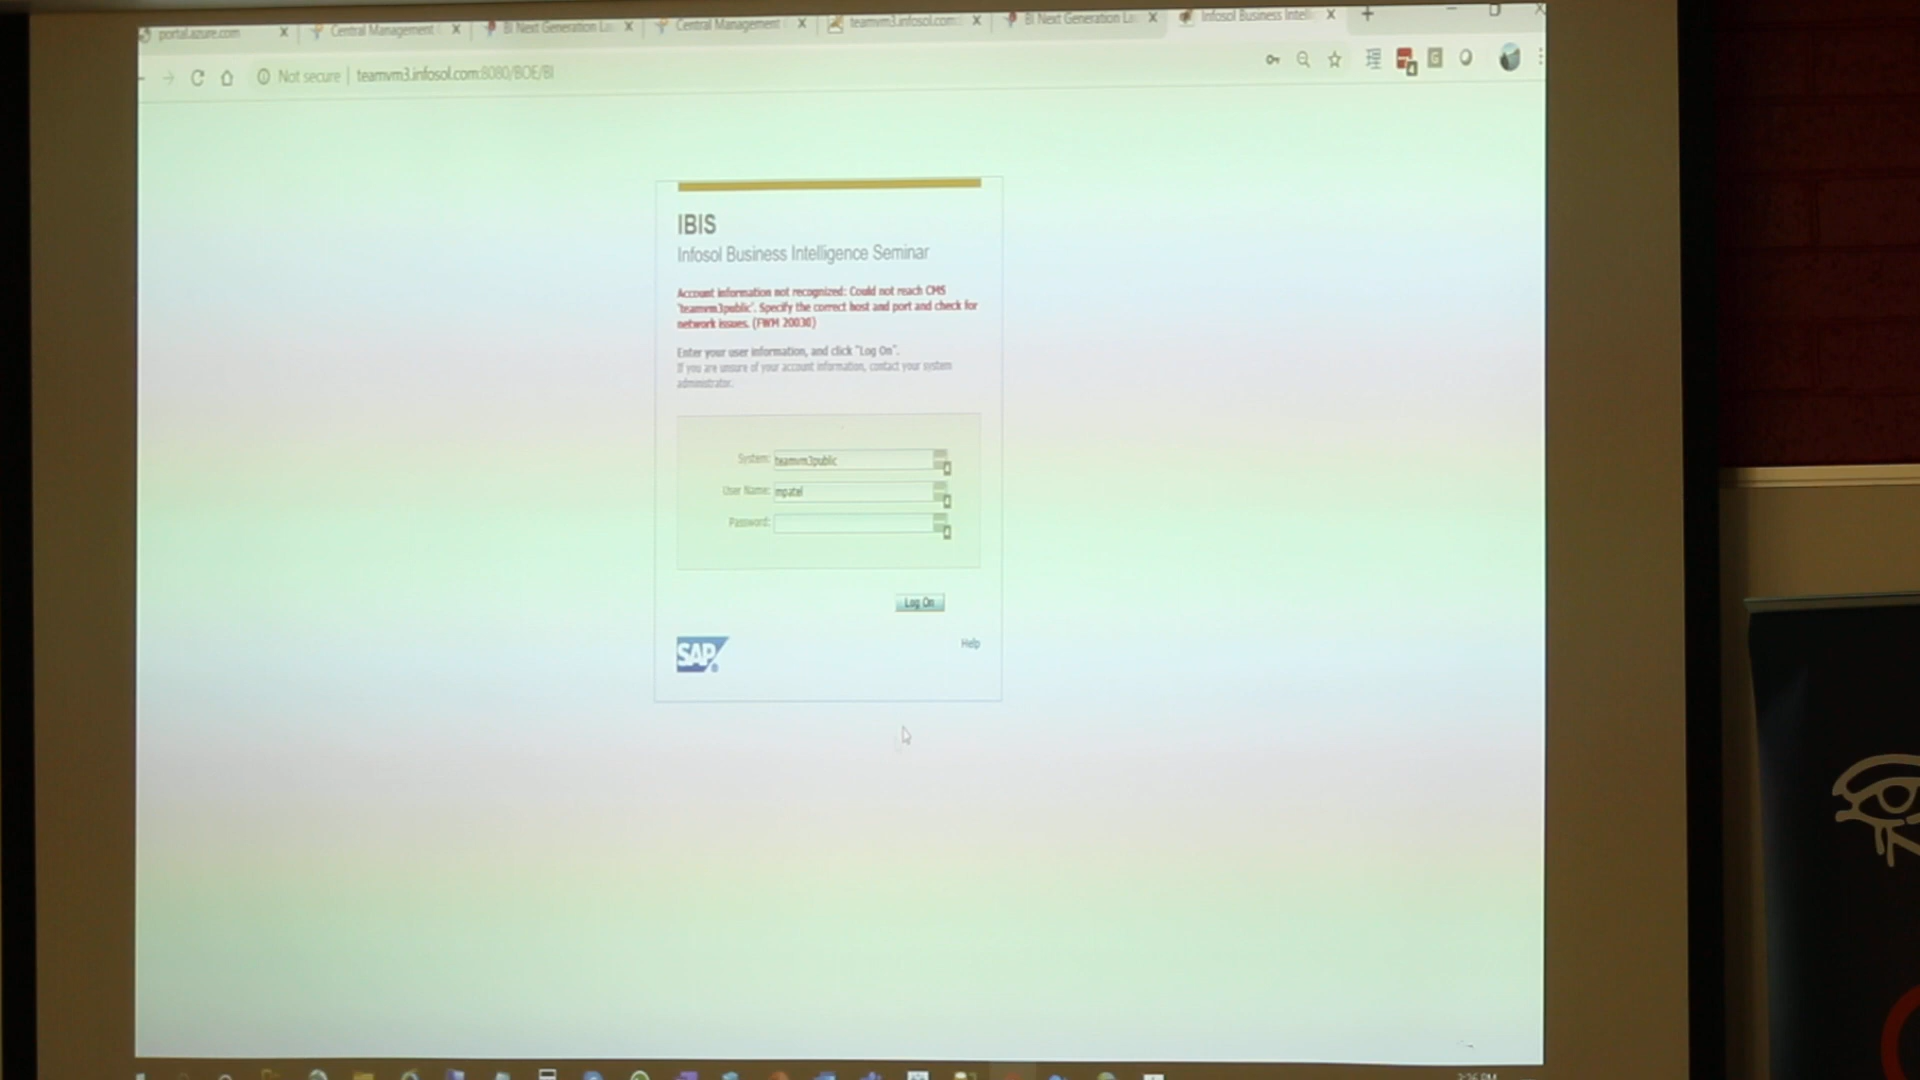 portal.azure.com
Central Management
BI Next Generation La
Central Management
teamvm3.infosol.com
BI Next Generation La
Infosol Business Intelli
Not secure | teamvm3.infosol.com:8080/BOE/BI
IBIS
Infosol Business Intelligence Seminar
Account information not recognized: Could not reach CMS
'teamvm3public'. Specify the correct host and port and check for
network issues. (FWM 20030)
Enter your user information, and click "Log On".
If you are unsure of your account information, contact your system
administrator.
System: teamvm3public
User Name: mpatel
Password:
Log On
SAP
Help